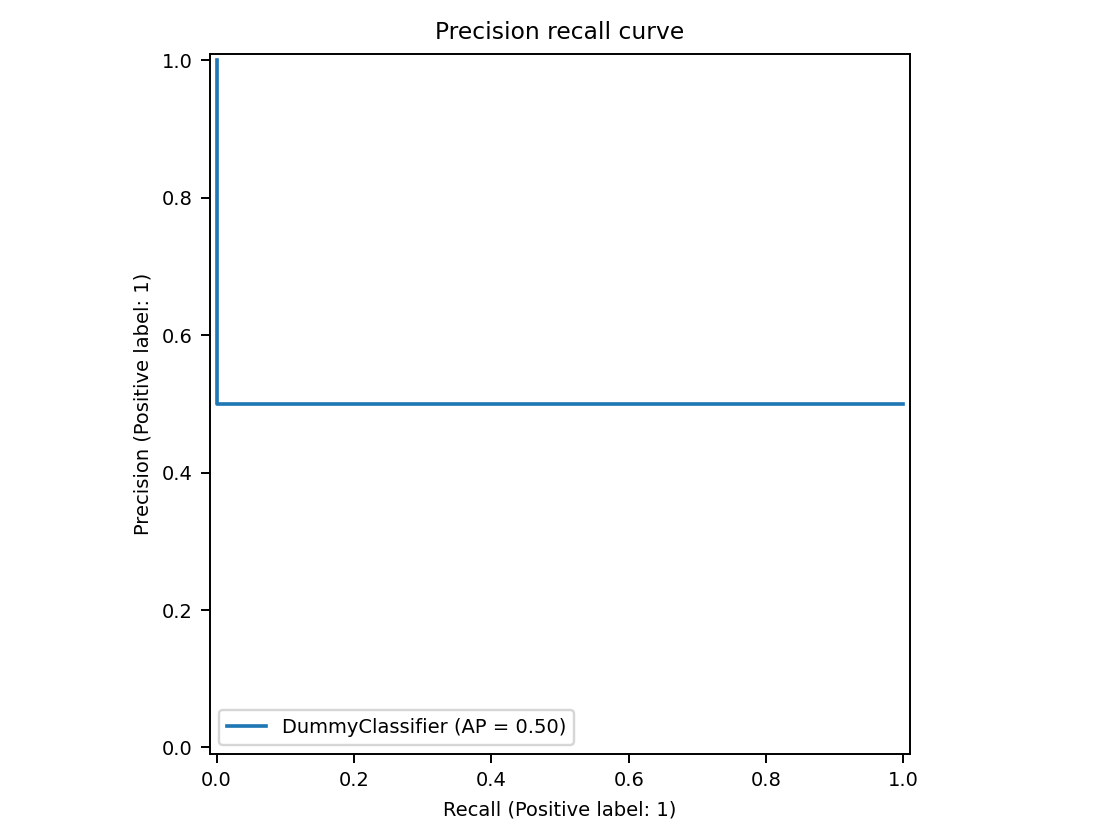 Precision recall curve
1.0
0.8
0.6
0.4
0.2
0.0
Precision (Positive label: 1)
DummyClassifier (AP = 0.50)
0.0 0.2 0.4 0.6 0.8 1.0
Recall (Positive label: 1)